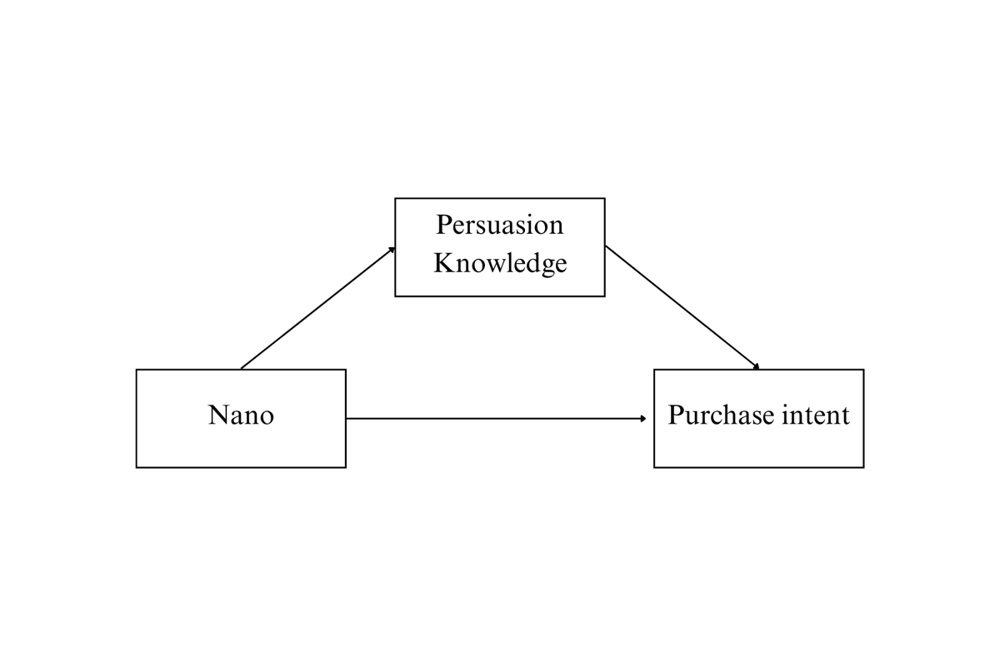 Persuasion
Knowledge
Nano
Purchase intent